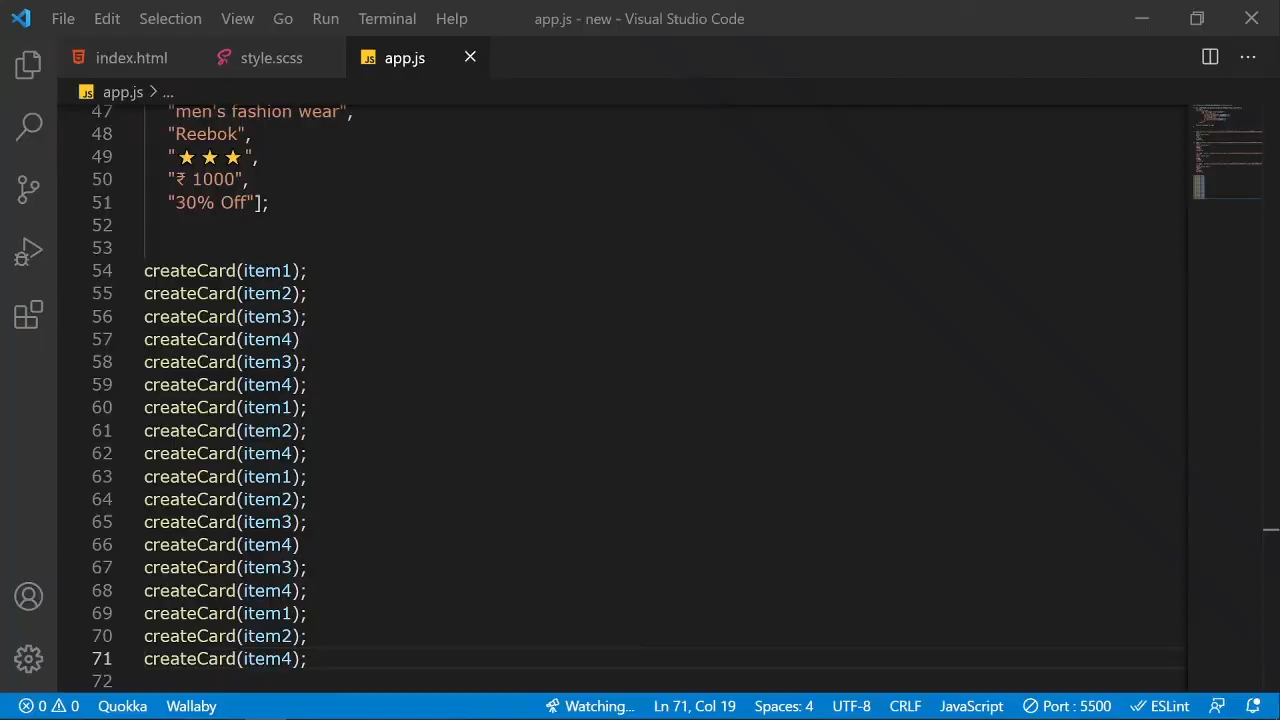 File Edit Selection View Go Run Terminal Help app.js - new - Visual Studio Code
index.html style.scss JS app.js
JS app.js > ...
47 "men's fashion wear",
48 "Reebok",
49 "⭐⭐⭐",
50 "₹ 1000",
51 "30% Off"];
52
53
54 createCard(item1);
55 createCard(item2);
56 createCard(item3);
57 createCard(item4)
58 createCard(item3);
59 createCard(item4);
60 createCard(item1);
61 createCard(item2);
62 createCard(item4);
63 createCard(item1);
64 createCard(item2);
65 createCard(item3);
66 createCard(item4)
67 createCard(item3);
68 createCard(item4);
69 createCard(item1);
70 createCard(item2);
71 createCard(item4);
72
0 0 Quokka Wallaby Watching... Ln 71, Col 19 Spaces: 4 UTF-8 CRLF JavaScript Port : 5500 ESLint